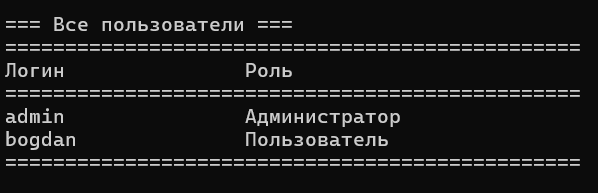 === Все пользователи ===
================================================
Логин               Роль
================================================
admin               Администратор
bogdan              Пользователь
================================================